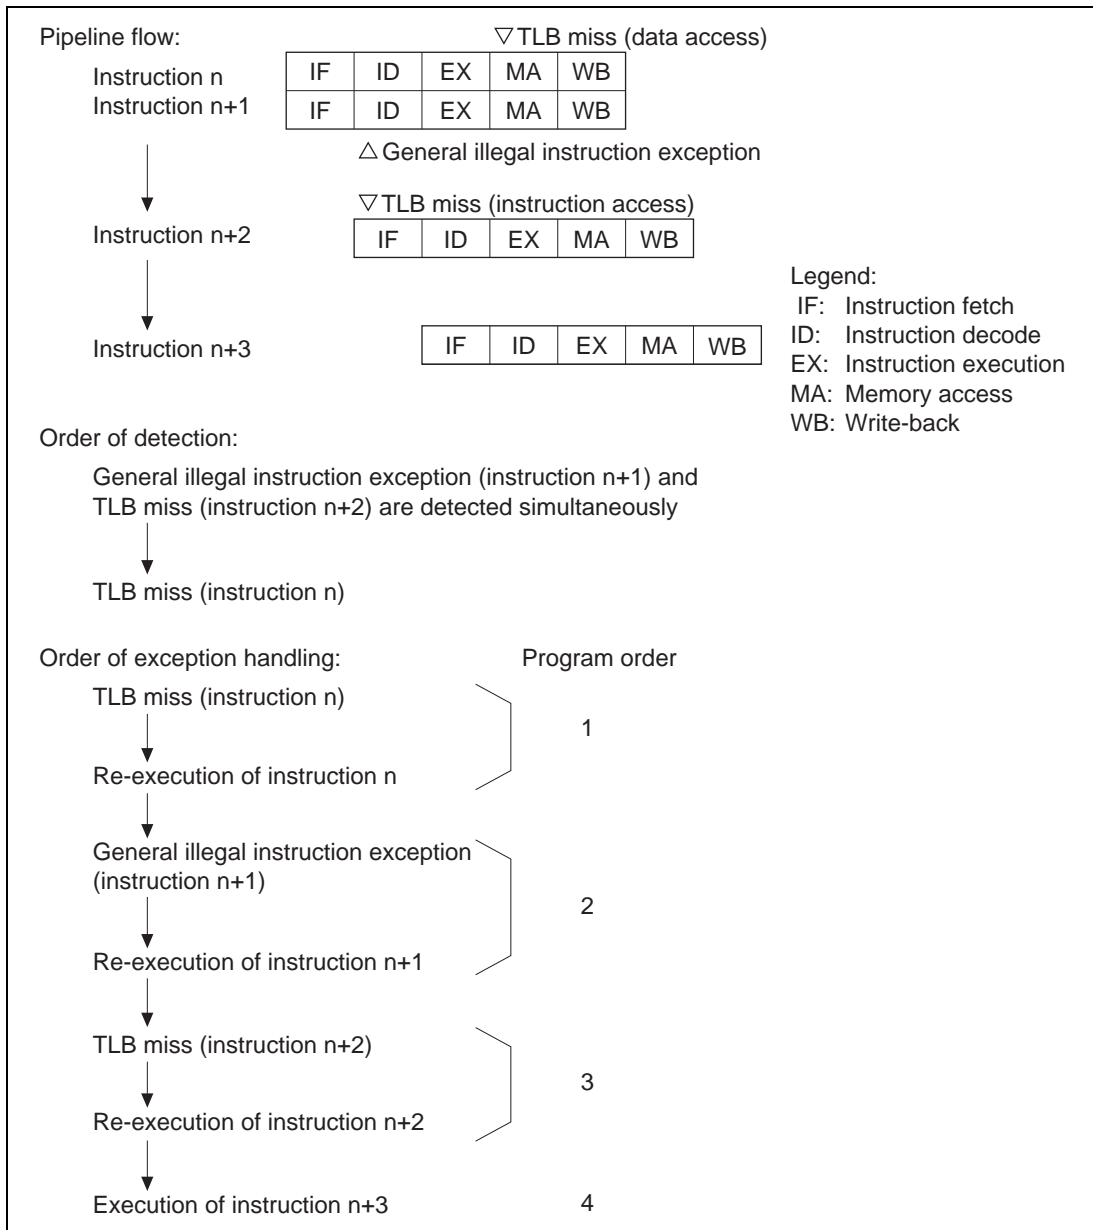 Pipeline flow:
▽TLB miss (data access)
Instruction n IF ID EX MA WB
Instruction n+1 IF ID EX MA WB
△General illegal instruction exception
▽TLB miss (instruction access)
Instruction n+2 IF ID EX MA WB
Legend:
IF: Instruction fetch
Instruction n+3 IF ID EX MA WB
ID: Instruction decode
EX: Instruction execution
MA: Memory access
WB: Write-back
Order of detection:
General illegal instruction exception (instruction n+1) and
TLB miss (instruction n+2) are detected simultaneously
TLB miss (instruction n)
Order of exception handling: Program order
TLB miss (instruction n)
1
Re-execution of instruction n
General illegal instruction exception
(instruction n+1)
2
Re-execution of instruction n+1
TLB miss (instruction n+2)
3
Re-execution of instruction n+2
Execution of instruction n+3 4